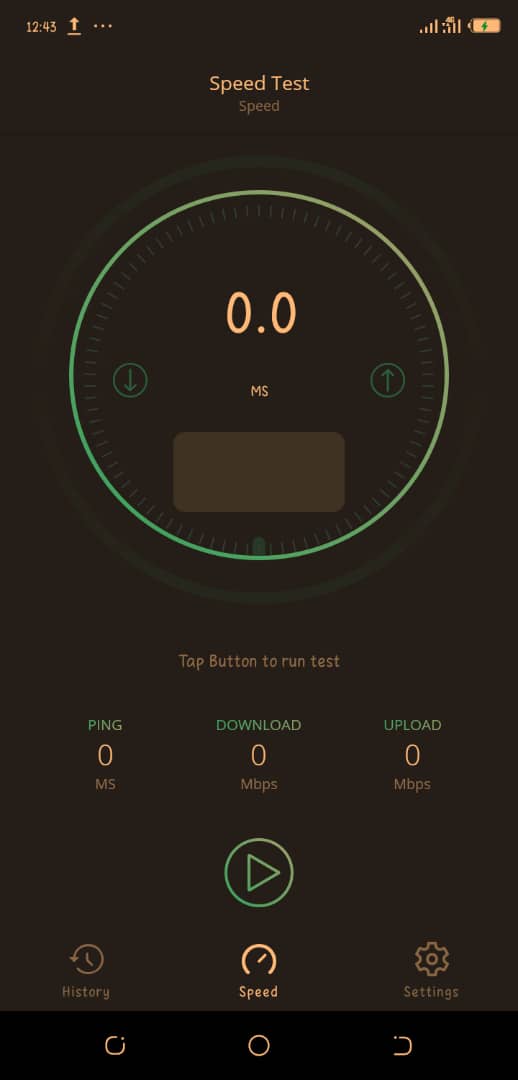 12:43
4G
Speed Test
Speed
0.0
MS
Tap Button to run test
PING DOWNLOAD UPLOAD
0 0 0
MS Mbps Mbps
History Speed Settings